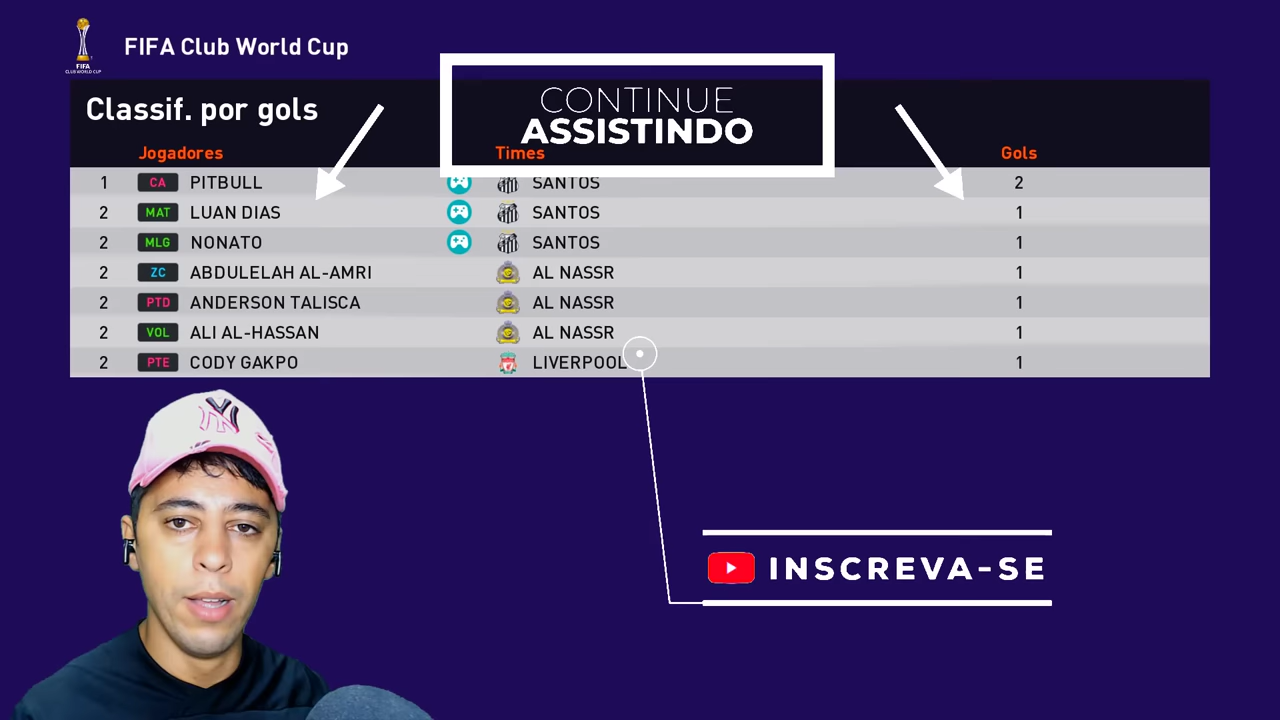 FIFA Club World Cup
FIFA
CLUB WORLD CUP
Classif. por gols
CONTINUE
ASSISTINDO
Jogadores Times Gols
1 CA PITBULL SANTOS 2
2 MAT LUAN DIAS SANTOS 1
2 MLG NONATO SANTOS 1
2 ZC ABDULELAH AL-AMRI AL NASSR 1
2 PTD ANDERSON TALISCA AL NASSR 1
2 VOL ALI AL-HASSAN AL NASSR 1
2 PTE CODY GAKPO LIVERPOOL 1
NY
INSCREVA-SE